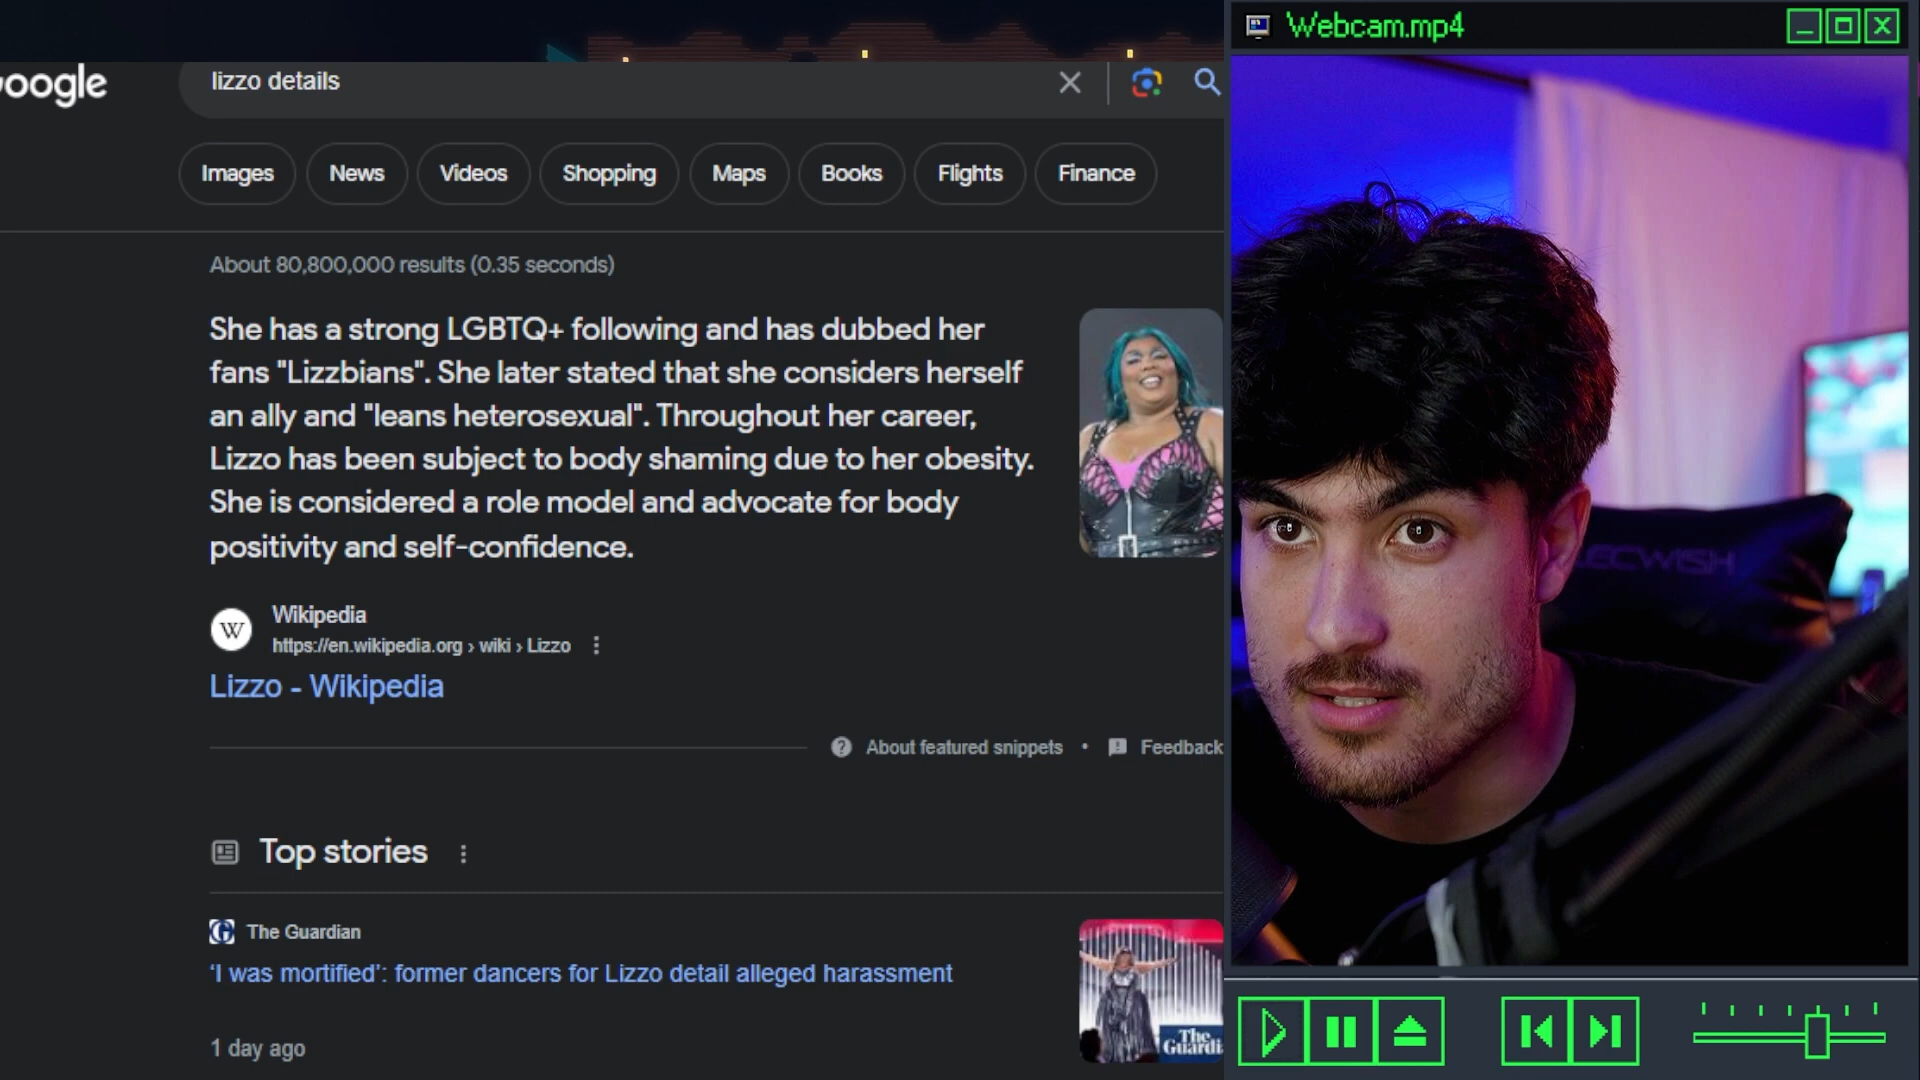 oogle
lizzo details
Images News Videos Shopping Maps Books Flights Finance
About 80,800,000 results (0.35 seconds)
She has a strong LGBTQ+ following and has dubbed her
fans "Lizzbians". She later stated that she considers herself
an ally and "leans heterosexual". Throughout her career,
Lizzo has been subject to body shaming due to her obesity.
She is considered a role model and advocate for body
positivity and self-confidence.
W
Wikipedia
https://en.wikipedia.org › wiki › Lizzo
Lizzo - Wikipedia
About featured snippets • Feedback
Top stories
G The Guardian
‘I was mortified’: former dancers for Lizzo detail alleged harassment
The
Guardi
1 day ago
Webcam.mp4
ECWISH